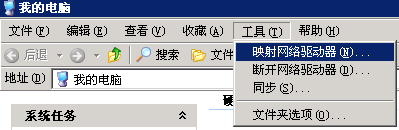 我的电脑
文件(F) 编辑(E) 查看(V) 收藏(A) 工具(T) 帮助(H)
后退 搜索 文件
映射网络驱动器(N)...
断开网络驱动器(D)...
同步(S)...
文件夹选项(O)...
地址(D) 我的电脑
系统任务